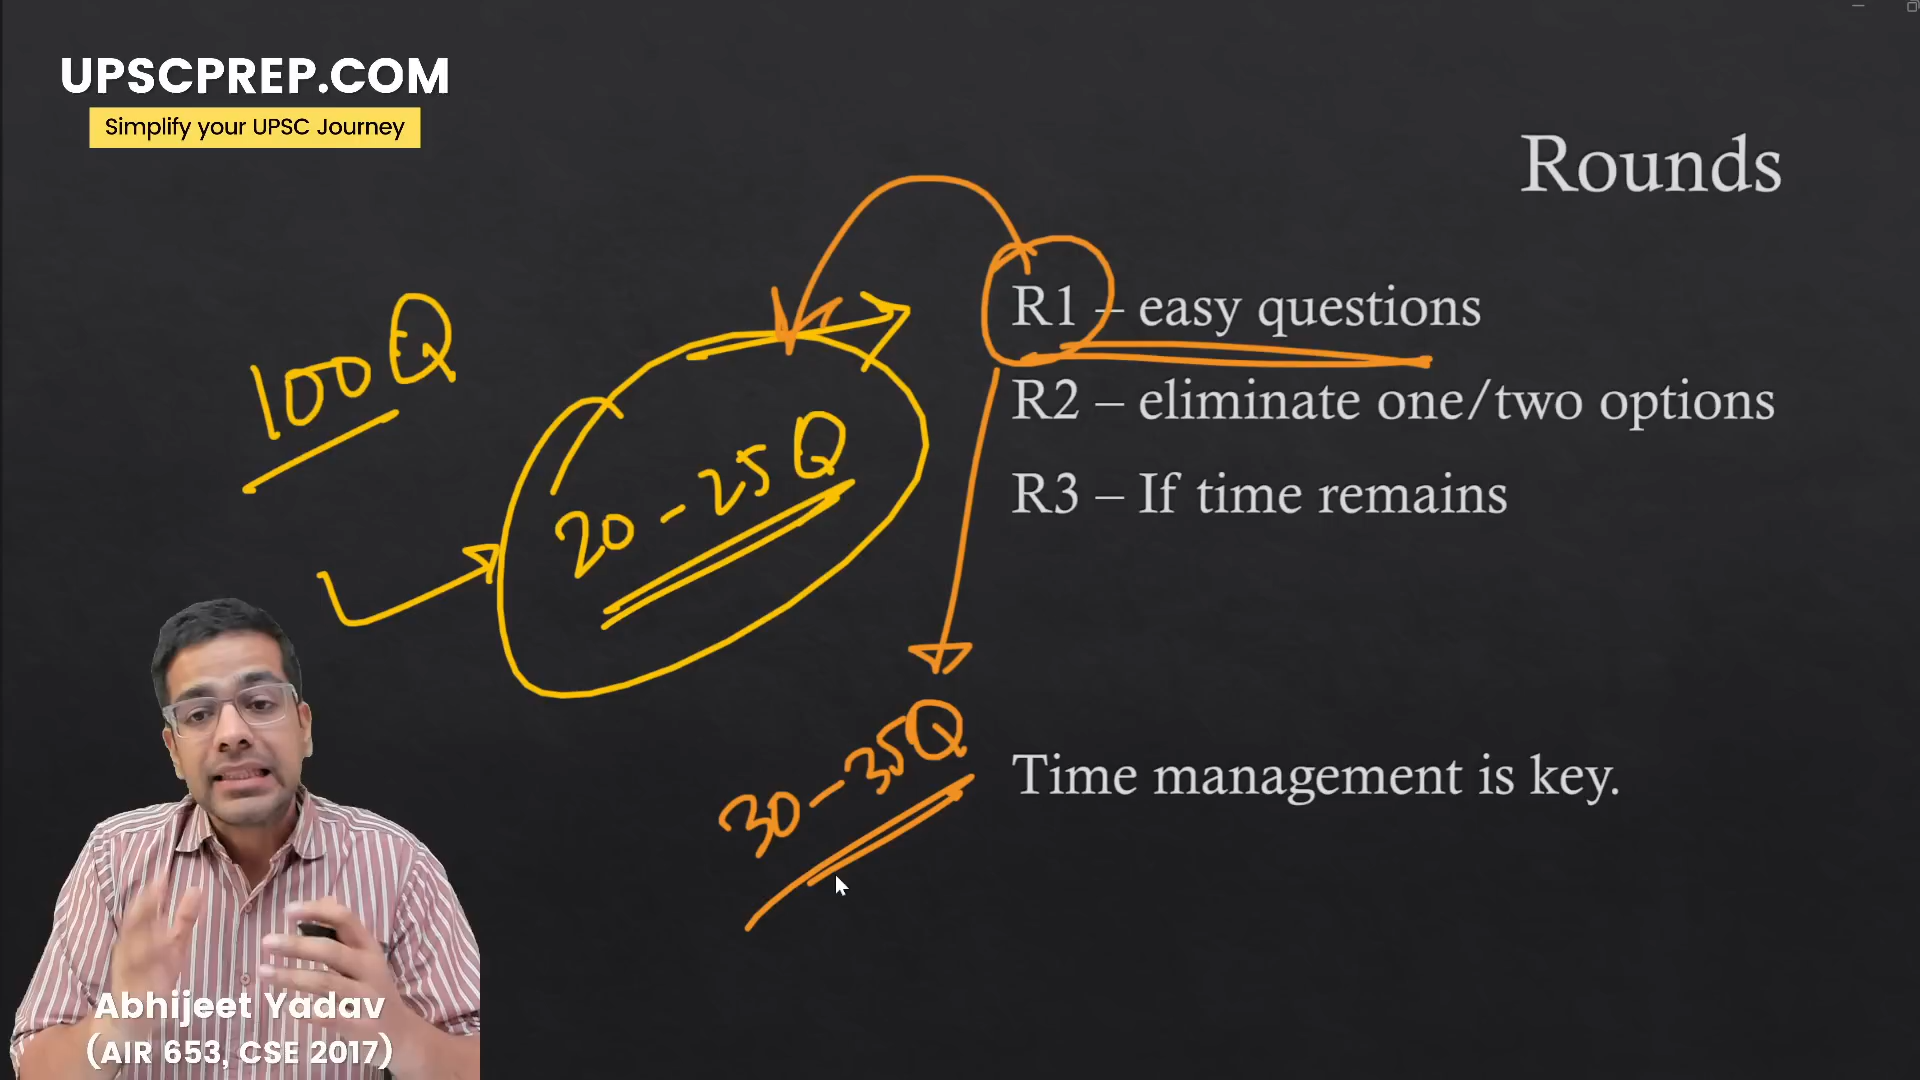 UPSCPREP.COM
Simplify your UPSC Journey
Rounds
R1 – easy questions
R2 – eliminate one/two options
R3 – If time remains
100Q
20-25Q
30-35Q
Time management is key.
Abhijeet Yadav
(AIR 653, CSE 2017)